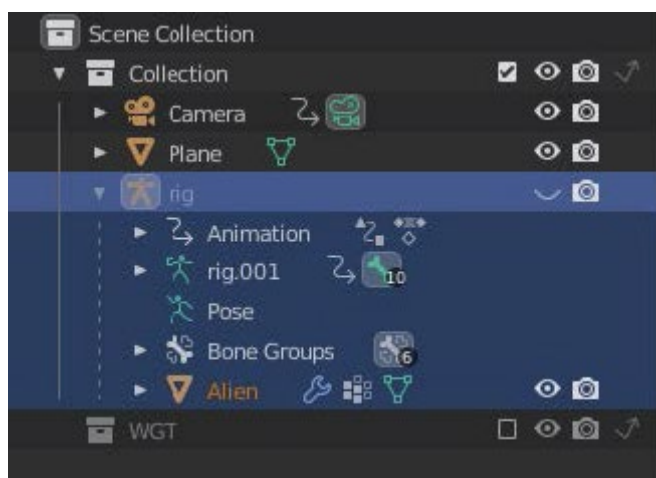 Scene Collection
Collection
Camera
Plane
rig
Animation
rig.001 10
Pose
Bone Groups 6
Alien
WGT